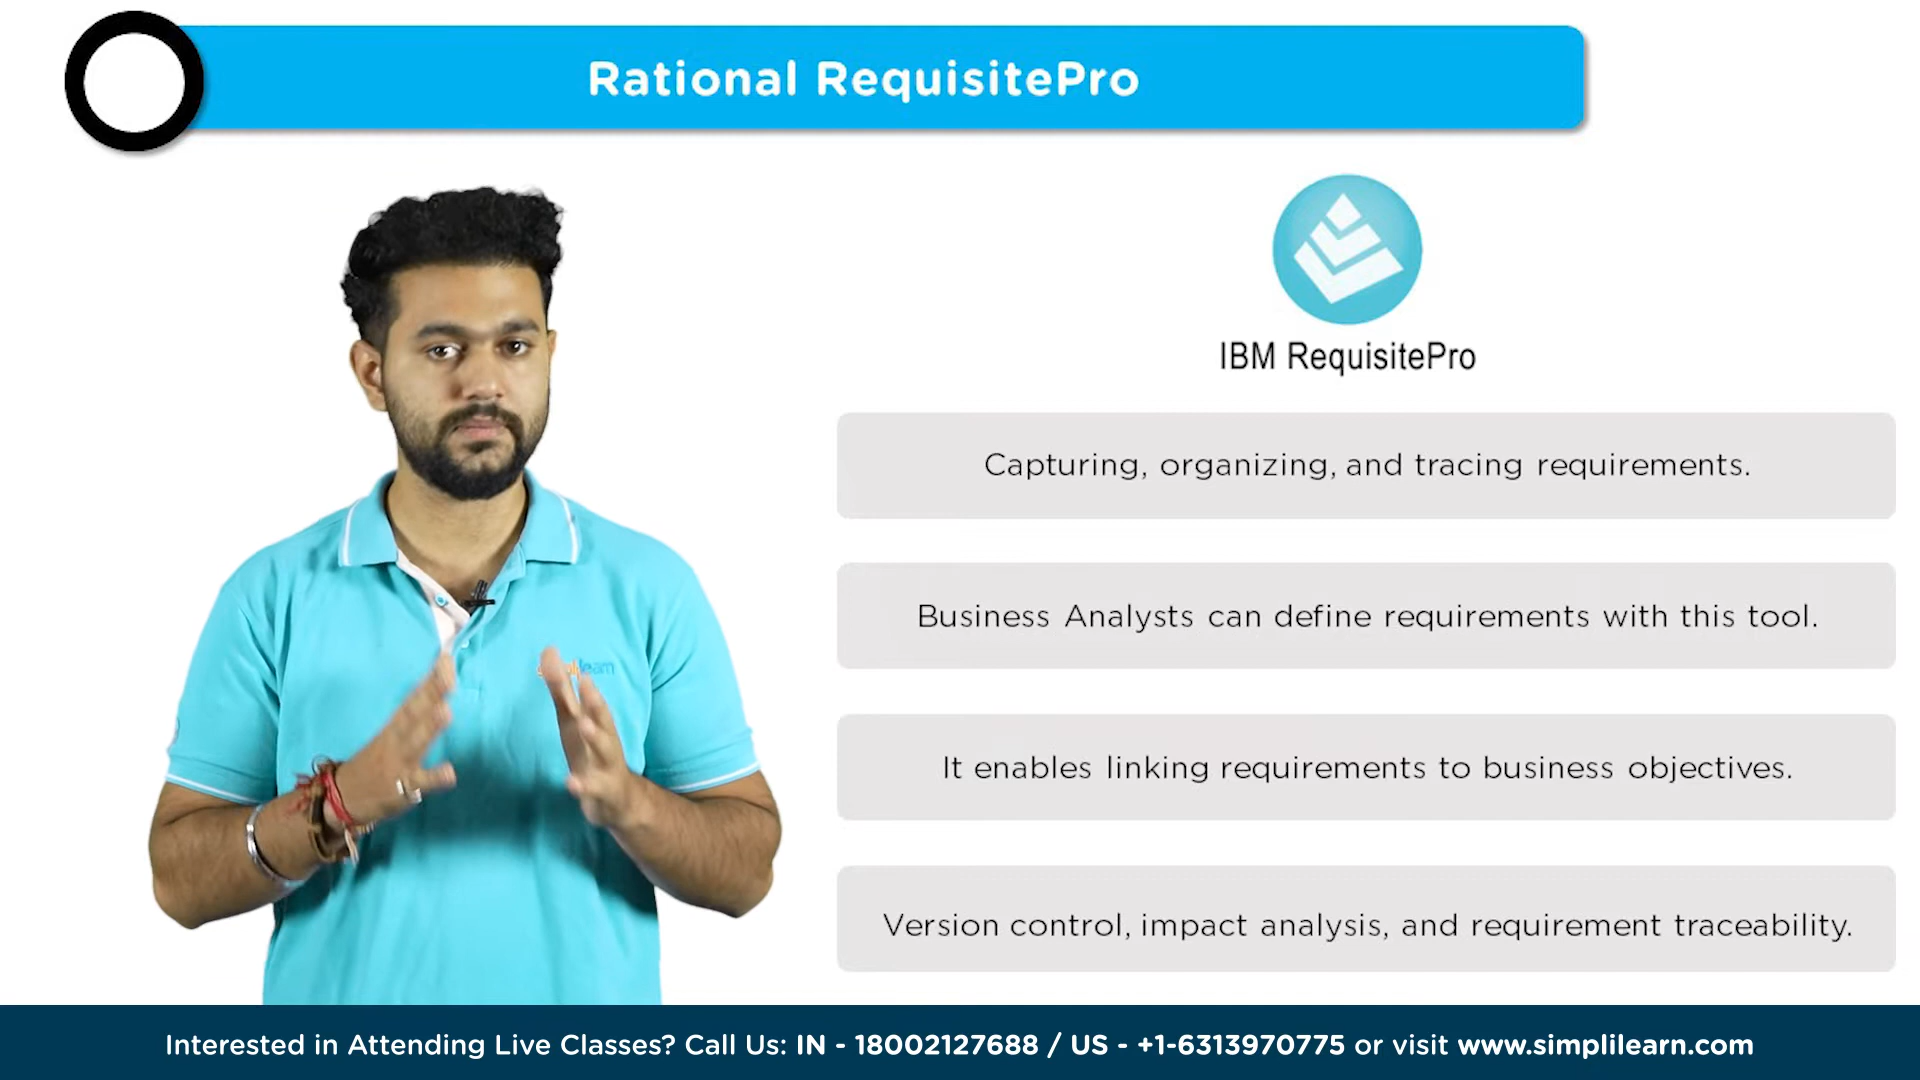 Rational RequisitePro
IBM RequisitePro
Capturing, organizing, and tracing requirements.
Business Analysts can define requirements with this tool.
It enables linking requirements to business objectives.
Version control, impact analysis, and requirement traceability.
Interested in Attending Live Classes? Call Us: IN - 18002127688 / US - +1-6313970775 or visit www.simplilearn.com